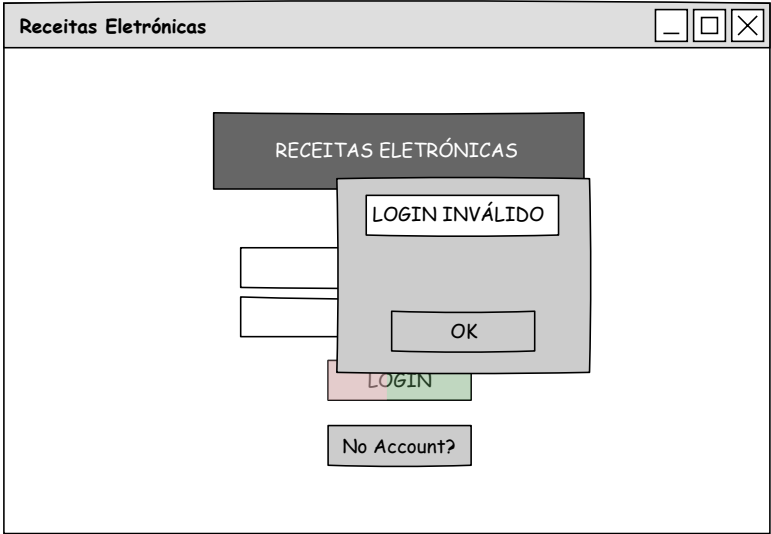 Receitas Eletrónicas
RECEITAS ELETRÓNICAS
LOGIN INVÁLIDO
OK
LOGIN
No Account?